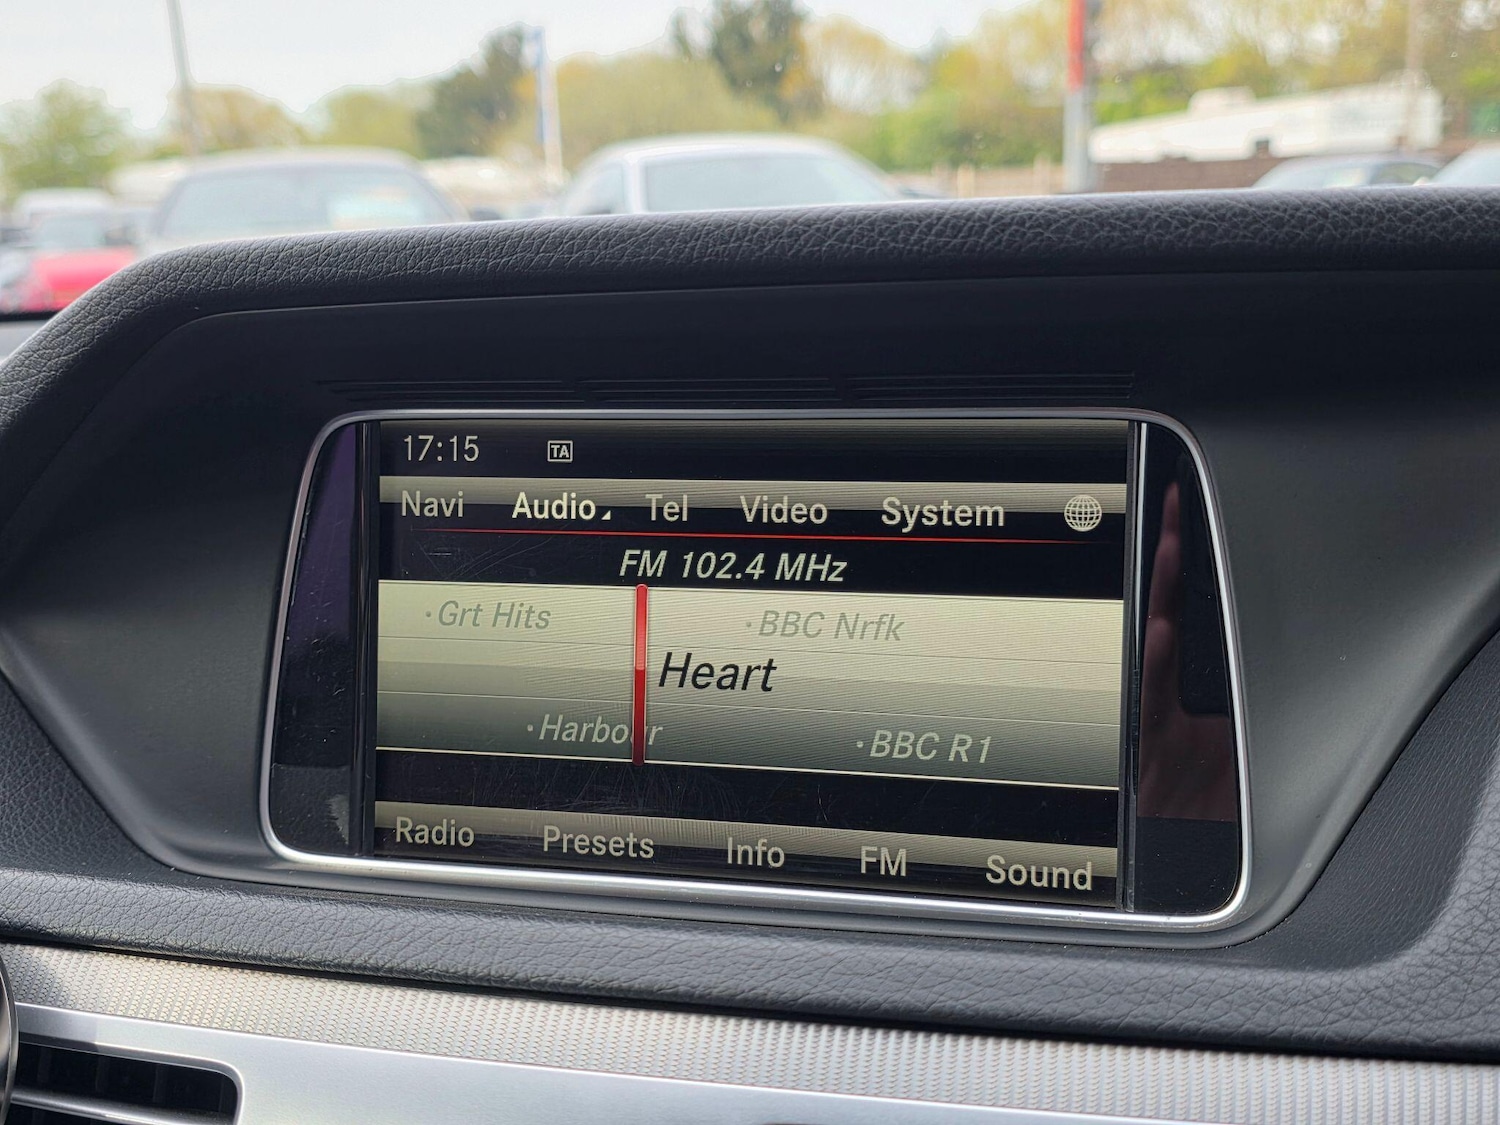 17:15 TA
Navi Audio Tel Video System
FM 102.4 MHz
·Grt Hits ·BBC Nrfk
Heart
·Harbour ·BBC R1
Radio Presets Info FM Sound